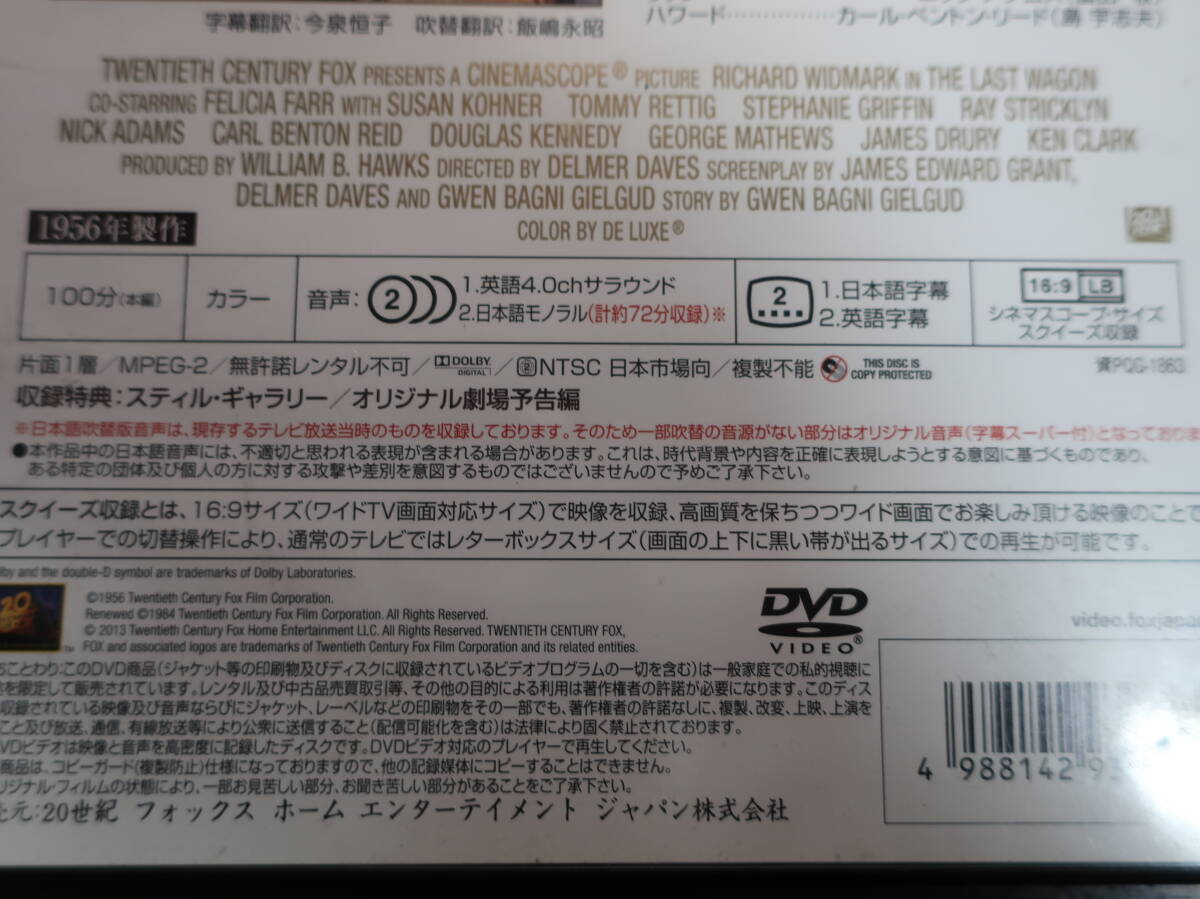 字幕翻訳：今泉恒子 吹替翻訳：飯嶋永昭
ハワード……………カール・ベントン・リード（島 宇志夫）
TWENTIETH CENTURY FOX PRESENTS A CINEMASCOPE® PICTURE RICHARD WIDMARK IN THE LAST WAGON
CO-STARRING FELICIA FARR WITH SUSAN KOHNER TOMMY RETTIG STEPHANIE GRIFFIN RAY STRICKLYN
NICK ADAMS CARL BENTON REID DOUGLAS KENNEDY GEORGE MATHEWS JAMES DRURY KEN CLARK
PRODUCED BY WILLIAM B. HAWKS DIRECTED BY DELMER DAVES SCREENPLAY BY JAMES EDWARD GRANT,
DELMER DAVES AND GWEN BAGNI GIELGUD STORY BY GWEN BAGNI GIELGUD
COLOR BY DE LUXE®
1956年製作
100分（本編）
カラー
音声：
2
1.英語4.0chサラウンド
2.日本語モノラル（計約72分収録）※
2
1.日本語字幕
2.英語字幕
16:9 LB
シネマスコープ・サイズ
スクイーズ収録
片面1層／MPEG-2／無許諾レンタル不可／DOLBY DIGITAL／2 NTSC 日本市場向／複製不能 THIS DISC IS COPY PROTECTED
資PQG-1863
収録特典：スティル・ギャラリー／オリジナル劇場予告編
※日本語吹替版音声は、現存するテレビ放送当時のものを収録しております。そのため一部吹替の音源がない部分はオリジナル音声（字幕スーパー付）となっておりま
●本作品中の日本語音声には、不適切と思われる表現が含まれる場合があります。これは、時代背景や内容を正確に表現しようとする意図に基づくものであり、
ある特定の団体及び個人の方に対する攻撃や差別を意図するものではございませんので予めご了承下さい。
スクイーズ収録とは、16:9サイズ（ワイドTV画面対応サイズ）で映像を収録、高画質を保ちつつワイド画面でお楽しみ頂ける映像のことで
プレイヤーでの切替操作により、通常のテレビではレターボックスサイズ（画面の上下に黒い帯が出るサイズ）での再生が可能です。
lby and the double-D symbol are trademarks of Dolby Laboratories.
©1956 Twentieth Century Fox Film Corporation.
Renewed ©1984 Twentieth Century Fox Film Corporation. All Rights Reserved.
© 2013 Twentieth Century Fox Home Entertainment LLC. All Rights Reserved. TWENTIETH CENTURY FOX,
FOX and associated logos are trademarks of Twentieth Century Fox Film Corporation and its related entities.
DVD
VIDEO®
video.foxjapan
ことわり:このDVD商品（ジャケット等の印刷物及びディスクに収録されているビデオプログラムの一切を含む）は一般家庭での私的視聴に
を限定して販売されています。レンタル及び中古品売買取引等、その他の目的による利用は著作権者の許諾が必要になります。このディス
収録されている映像及び音声ならびにジャケット、レーベルなどの印刷物をその一部でも、著作権者の許諾なしに、複製、改変、上映、上演を
こと及び放送、通信、有線放送等により公衆に送信すること（配信可能化を含む）は法律により固く禁止されております。
VDビデオは映像と音声を高密度に記録したディスクです。DVDビデオ対応のプレイヤーで再生してください。
商品は、コピーガード（複製防止）仕様になっておりますので、他の記録媒体にコピーすることはできません。
リジナル・フィルムの状態により、一部お見苦しい部分、お聞き苦しい部分があることをご了承下さい。
元:20世紀 フォックス ホーム エンターテイメント ジャパン株式会社
4 988142 93